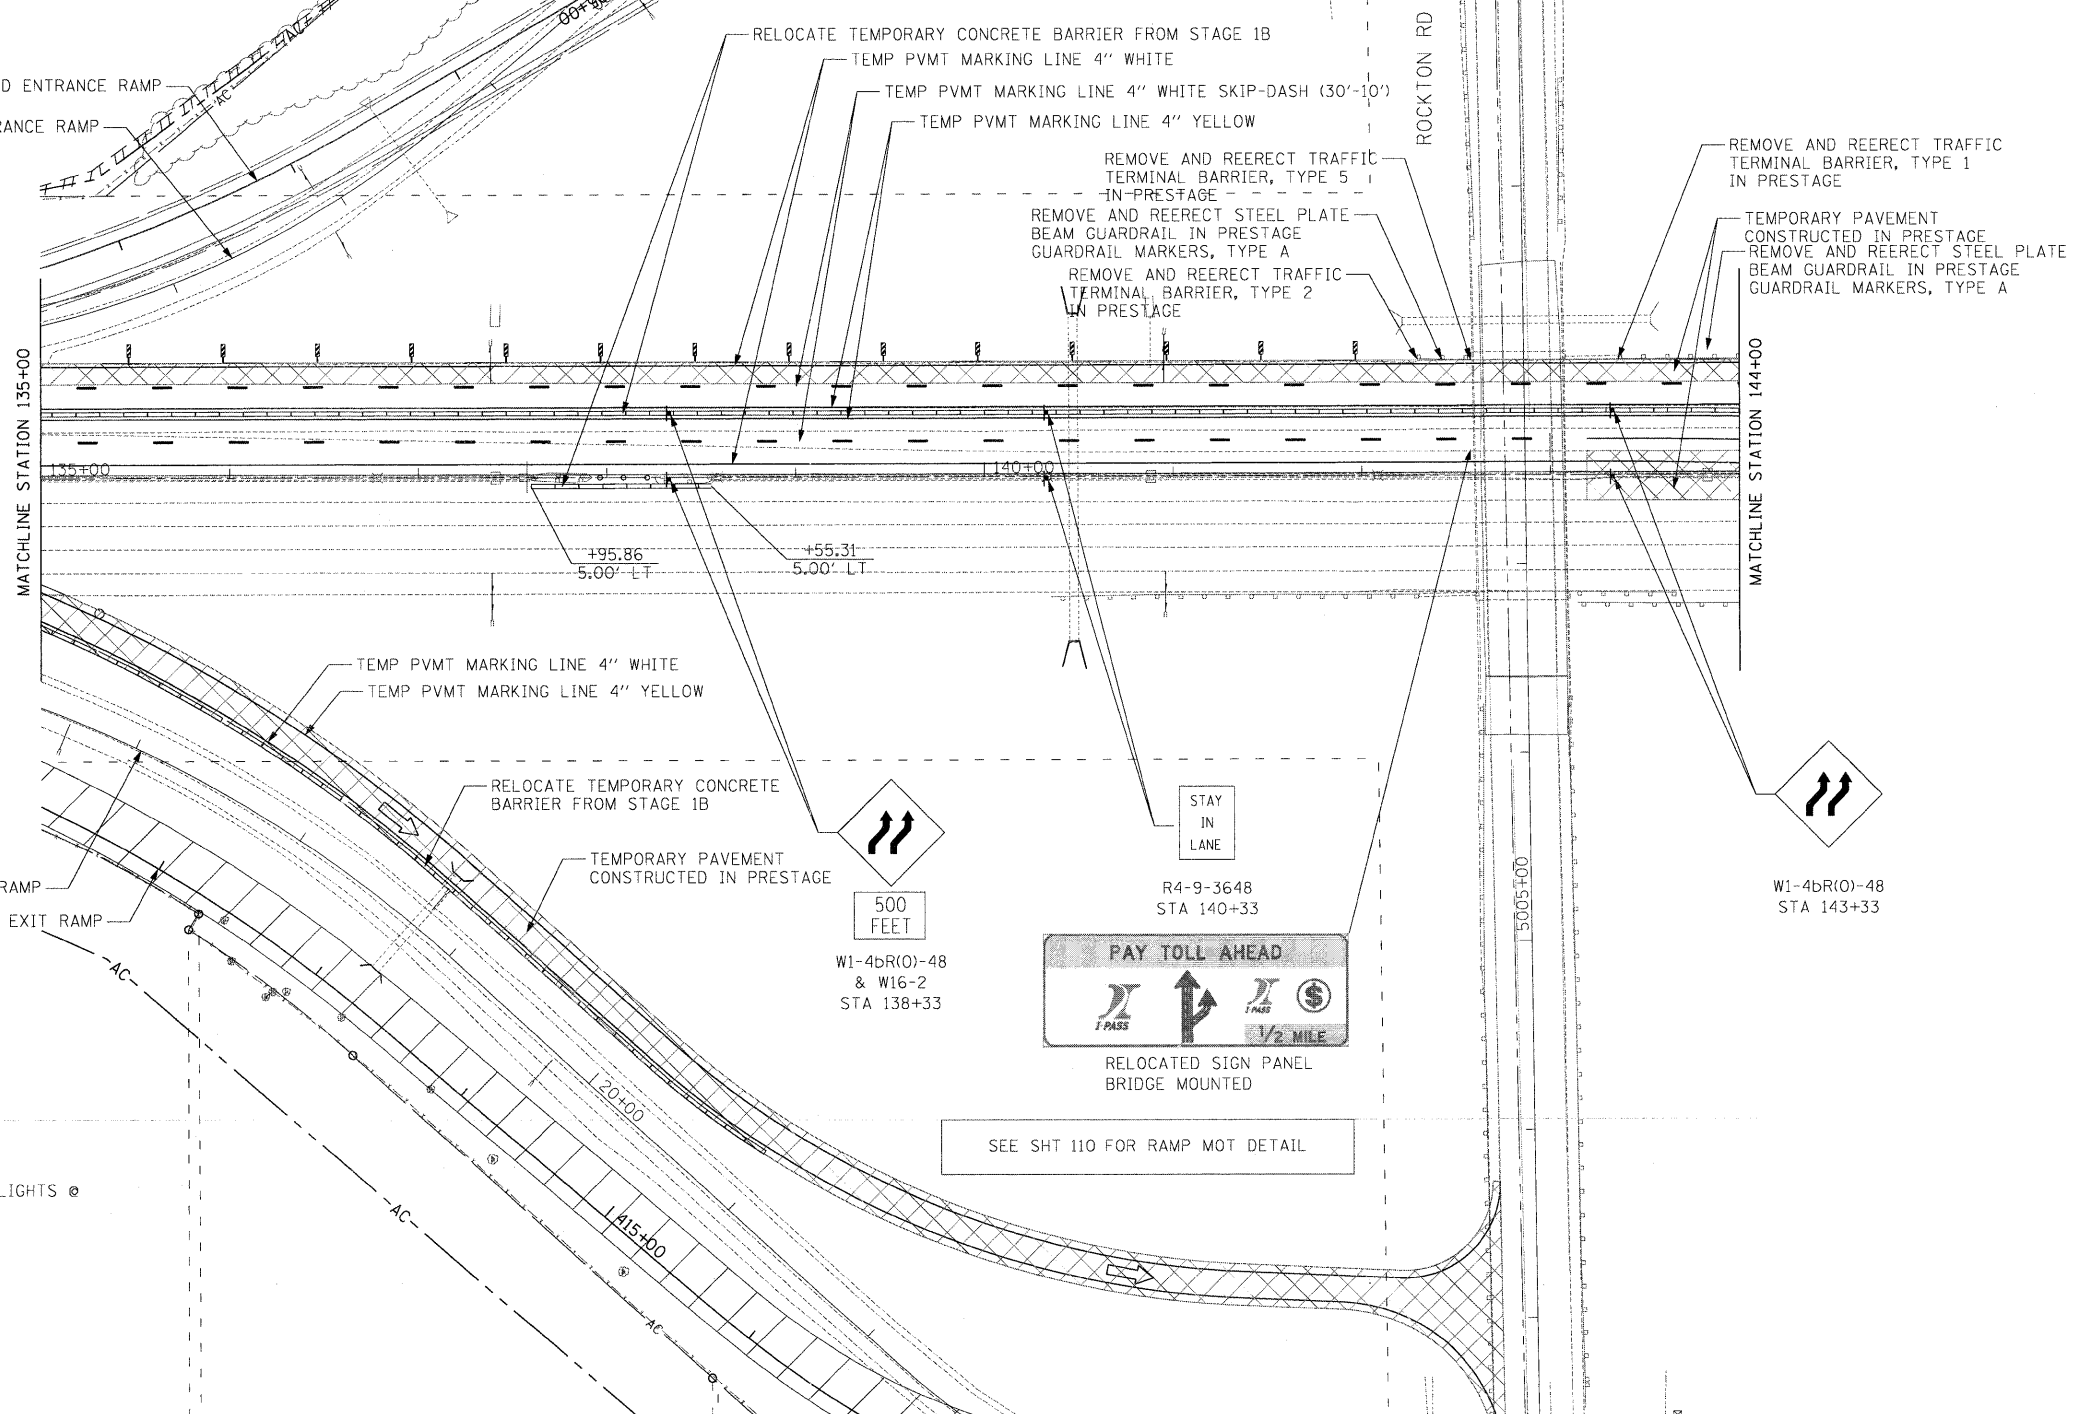 RELOCATE TEMPORARY CONCRETE BARRIER FROM STAGE 1B
TEMP PVMT MARKING LINE 4" WHITE
TEMP PVMT MARKING LINE 4" WHITE SKIP-DASH (30'-10')
TEMP PVMT MARKING LINE 4" YELLOW
D ENTRANCE RAMP
RANCE RAMP
AC
AC
ROCKTON RD
REMOVE AND REERECT TRAFFIC
TERMINAL BARRIER, TYPE 5
IN PRESTAGE
REMOVE AND REERECT STEEL PLATE
BEAM GUARDRAIL IN PRESTAGE
GUARDRAIL MARKERS, TYPE A
REMOVE AND REERECT TRAFFIC
TERMINAL BARRIER, TYPE 2
IN PRESTAGE
REMOVE AND REERECT TRAFFIC
TERMINAL BARRIER, TYPE 1
IN PRESTAGE
TEMPORARY PAVEMENT
CONSTRUCTED IN PRESTAGE
REMOVE AND REERECT STEEL PLATE
BEAM GUARDRAIL IN PRESTAGE
GUARDRAIL MARKERS, TYPE A
MATCHLINE STATION 135+00
MATCHLINE STATION 144+00
135+00
140+00
+95.86
5.00' LT
+55.31
5.00' LT
TEMP PVMT MARKING LINE 4" WHITE
TEMP PVMT MARKING LINE 4" YELLOW
RELOCATE TEMPORARY CONCRETE
BARRIER FROM STAGE 1B
TEMPORARY PAVEMENT
CONSTRUCTED IN PRESTAGE
RAMP
EXIT RAMP
500
FEET
W1-4bR(O)-48
& W16-2
STA 138+33
STAY
IN
LANE
R4-9-3648
STA 140+33
W1-4bR(O)-48
STA 143+33
PAY TOLL AHEAD
I-PASS
I-PASS
$
1/2 MILE
RELOCATED SIGN PANEL
BRIDGE MOUNTED
SEE SHT 110 FOR RAMP MOT DETAIL
5005+00
20+00
415+00
AC
AC
AC
LIGHTS @